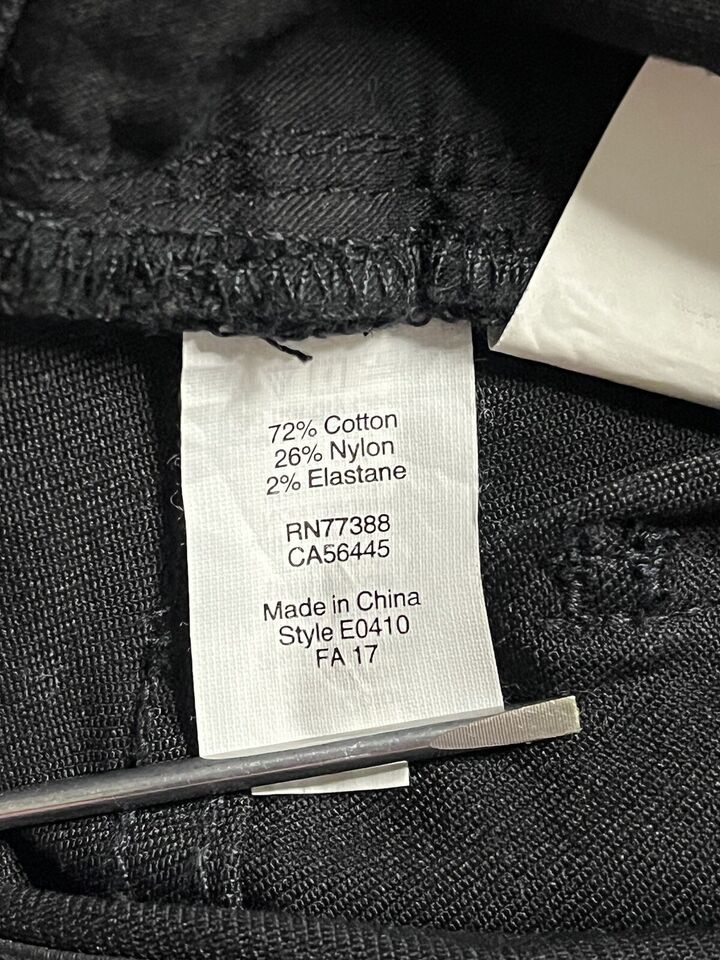 72% Cotton
26% Nylon
2% Elastane
RN77388
CA56445
Made in China
Style E0410
FA 17